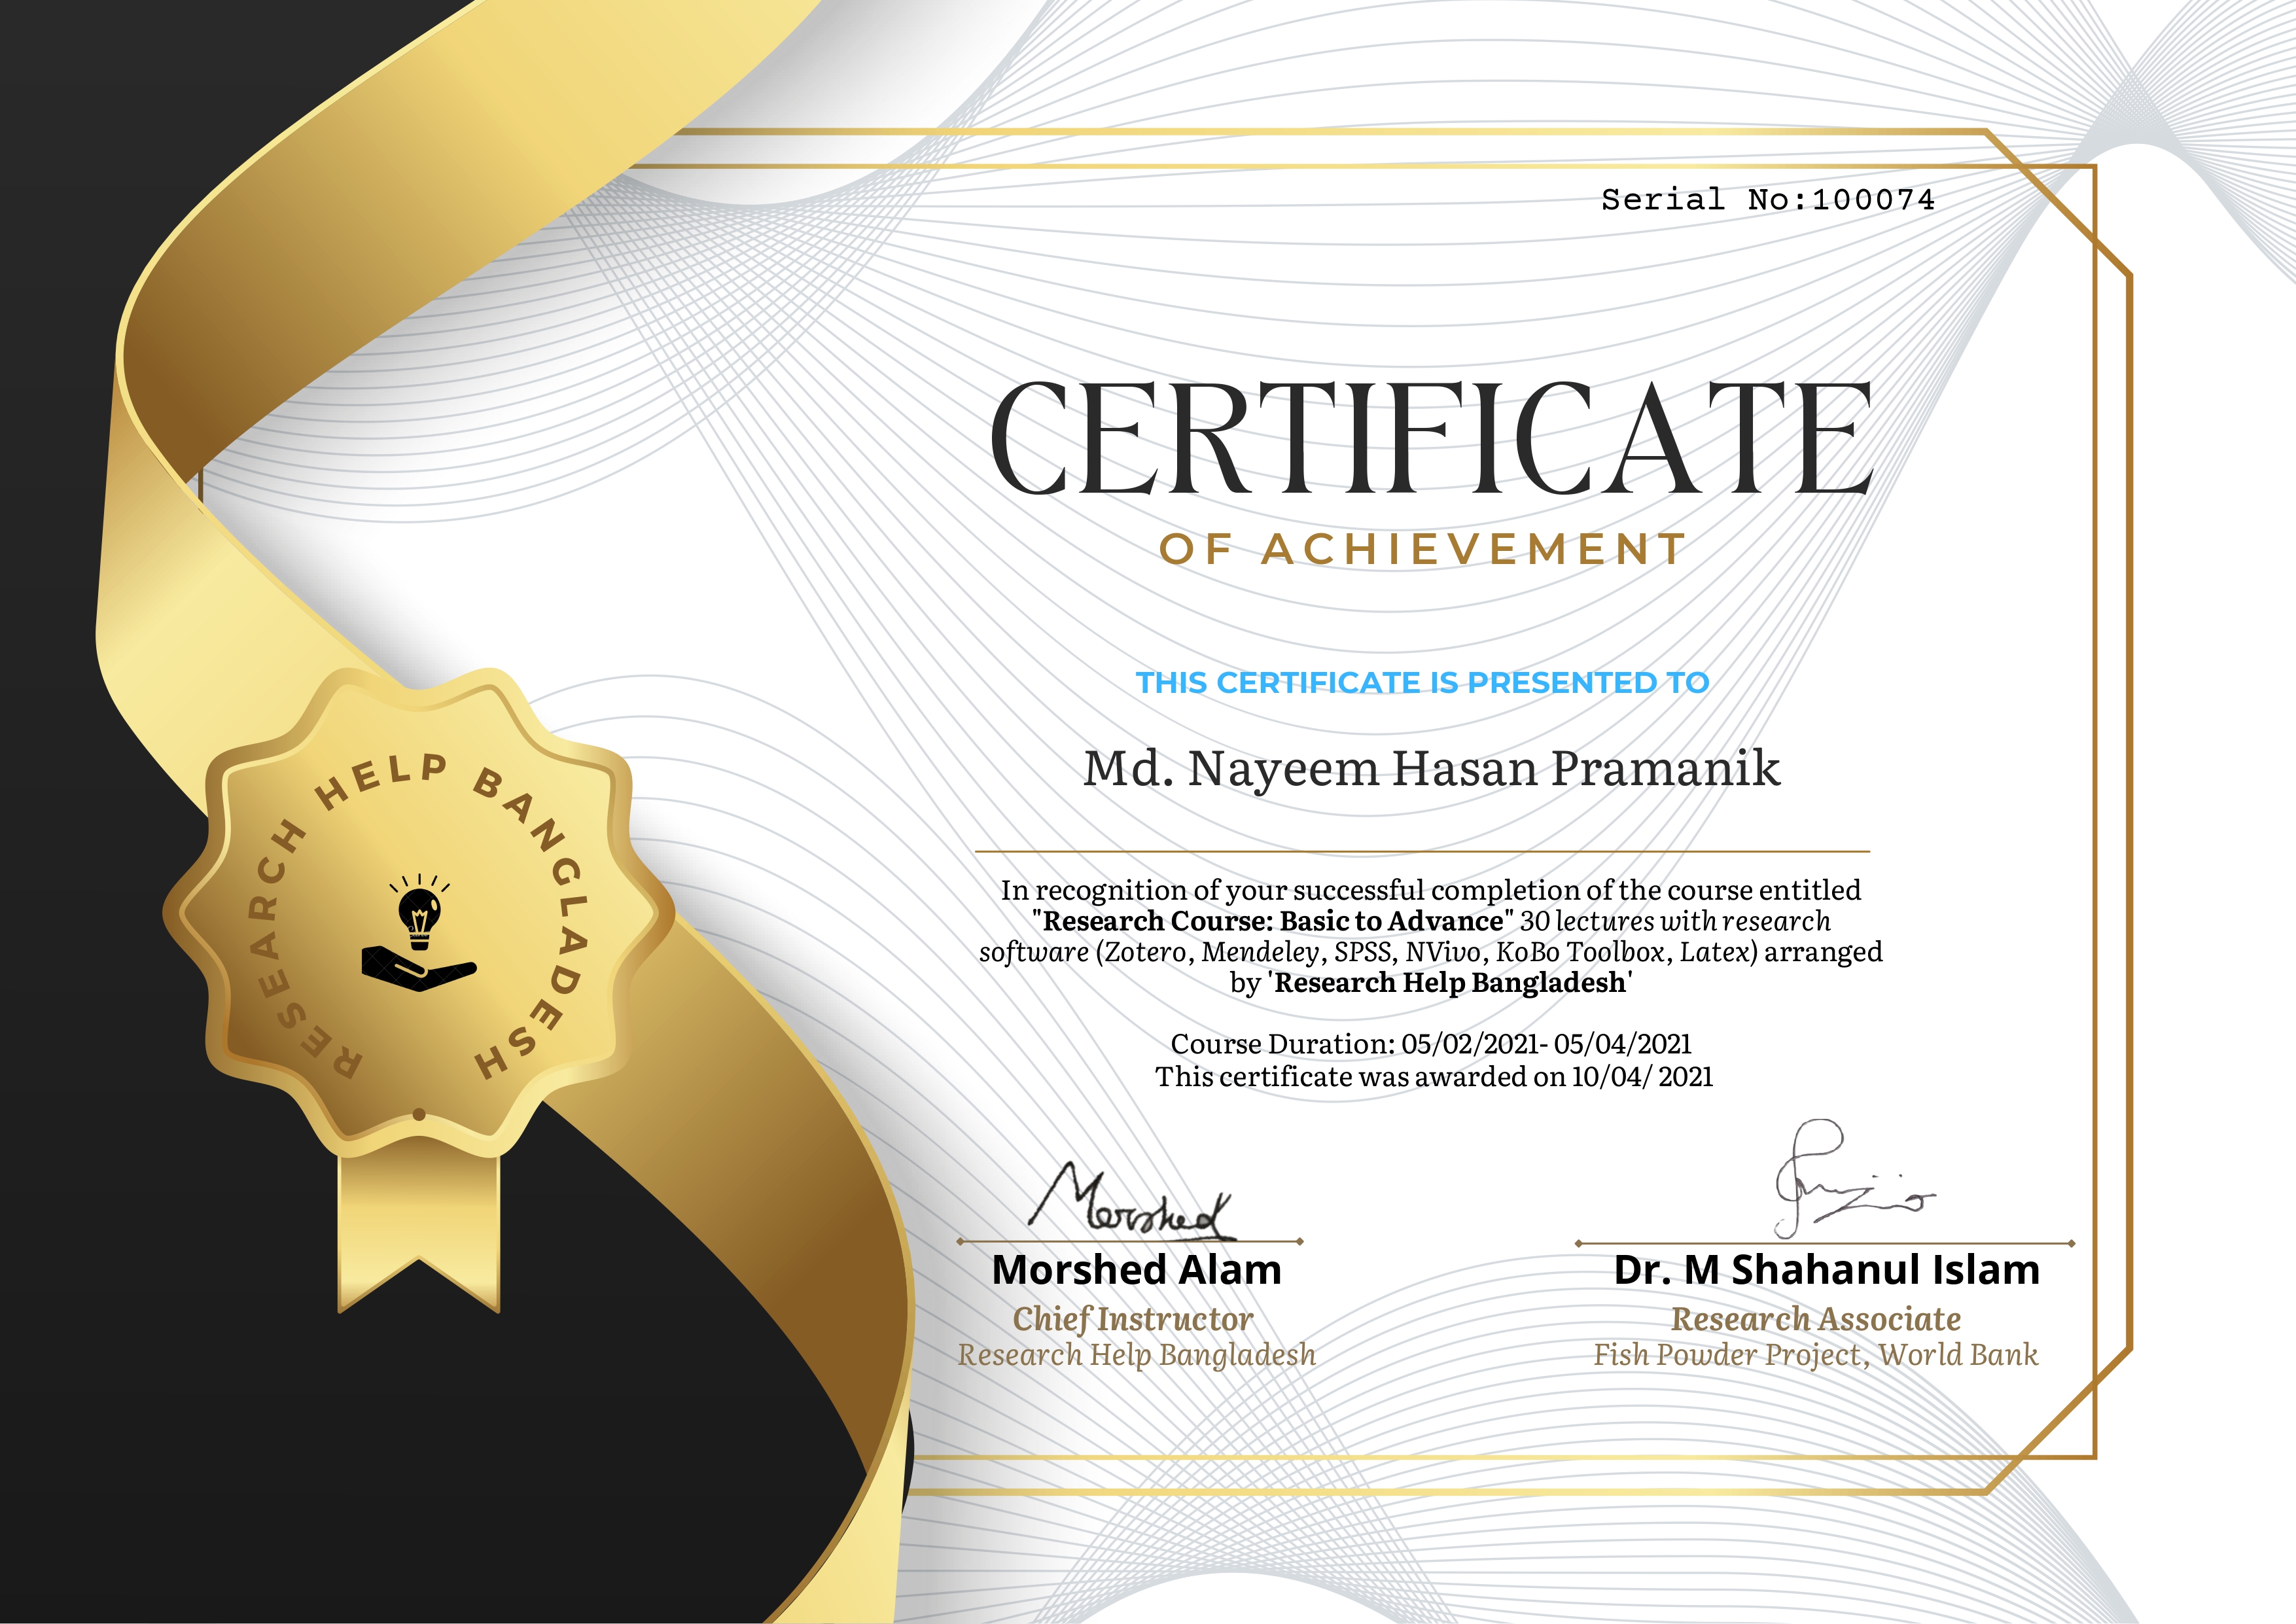 Serial No:100074
CERTIFICATE
OF ACHIEVEMENT
THIS CERTIFICATE IS PRESENTED TO
Md. Nayeem Hasan Pramanik
RESEARCH HELP BANGLADESH
In recognition of your successful completion of the course entitled
"Research Course: Basic to Advance" 30 lectures with research
software (Zotero, Mendeley, SPSS, NVivo, KoBo Toolbox, Latex) arranged
by 'Research Help Bangladesh'
Course Duration: 05/02/2021- 05/04/2021
This certificate was awarded on 10/04/ 2021
Morshed
Morshed Alam
Chief Instructor
Research Help Bangladesh
Dr. M Shahanul Islam
Research Associate
Fish Powder Project, World Bank